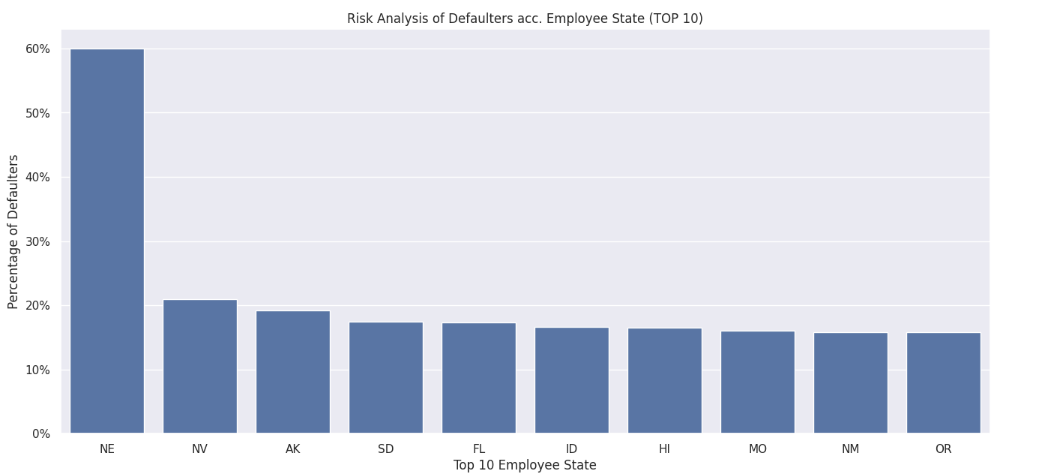 Risk Analysis of Defaulters acc. Employee State (TOP 10)
Percentage of Defaulters
60%
50%
40%
30%
20%
10%
0%
NE NV AK SD FL ID HI MO NM OR
Top 10 Employee State